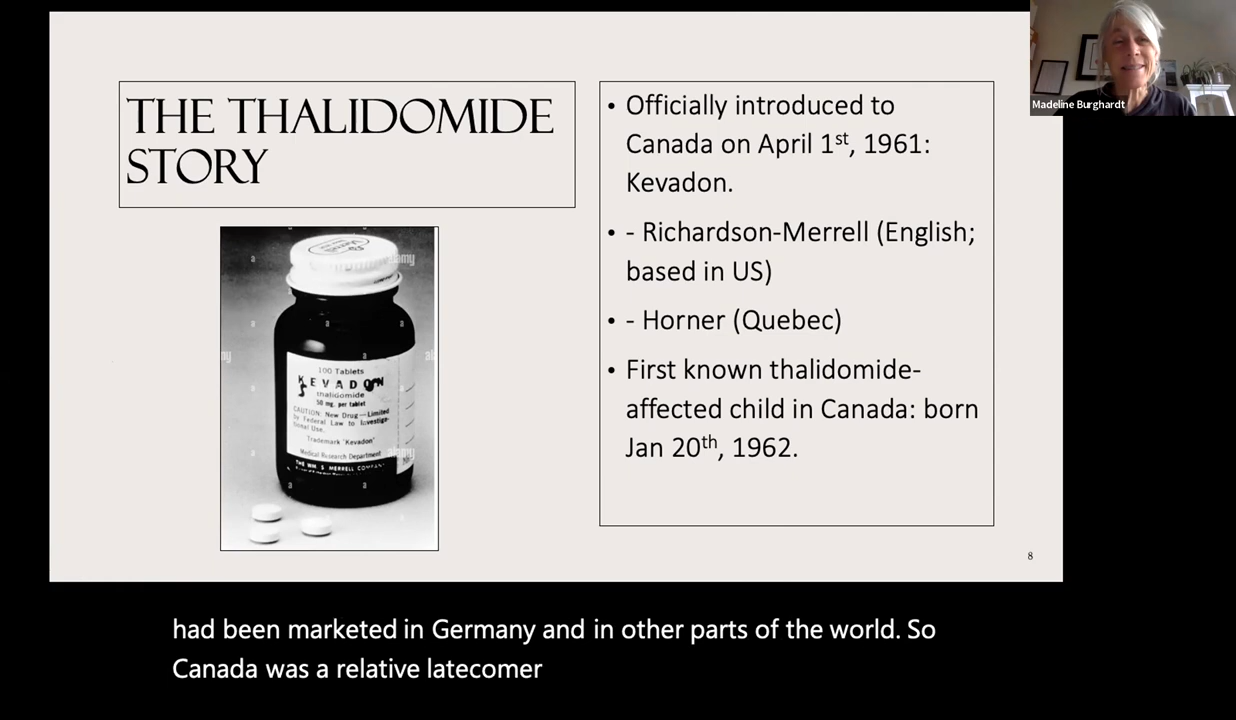 THE THALIDOMIDE
STORY
100 Tablets
KEVADON
thalidomide
50 mg. per tablet
CAUTION: New Drug—Limited
by Federal Law to Investiga-
tional Use.
Trademark 'Kevadon'
Medical Research Department
THE WM. S. MERRELL COMPANY
alamy
a
• Officially introduced to
Canada on April 1st, 1961:
Kevadon.
• - Richardson-Merrell (English;
based in US)
• - Horner (Quebec)
• First known thalidomide-
affected child in Canada: born
Jan 20th, 1962.
8
Madeline Burghardt
had been marketed in Germany and in other parts of the world. So
Canada was a relative latecomer